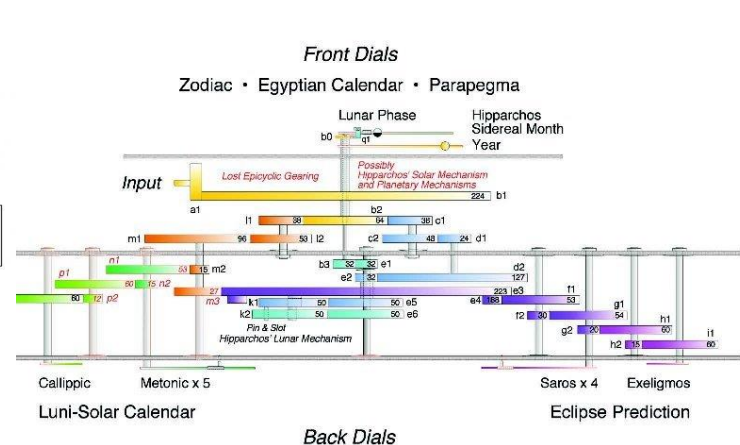 Front Dials
Zodiac • Egyptian Calendar • Parapegma
Lunar Phase
Hipparchos
Sidereal Month
b0
q1
Year
Input
Lost Epicyclic Gearing
Possibly
Hipparchos' Solar Mechanism
and Planetary Mechanisms
224 b1
a1
b2
l1 38 64 38 c1
m1 96 53 l2 c2 48 24 d1
b3 32 32 e1
n1 53 15 m2
d2
e2 32 127
p1 60 15 n2
27 223 e3 f1
60 12 p2
m3
k1 50 50 e5
e4 188 53
k2 50 50 e6
g1
f2 30 54
Pin & Slot
Hipparchos' Lunar Mechanism
h1
g2 20 60
i1
h2 15 60
Callippic Metonic x 5 Saros x 4 Exeligmos
Luni-Solar Calendar Eclipse Prediction
Back Dials